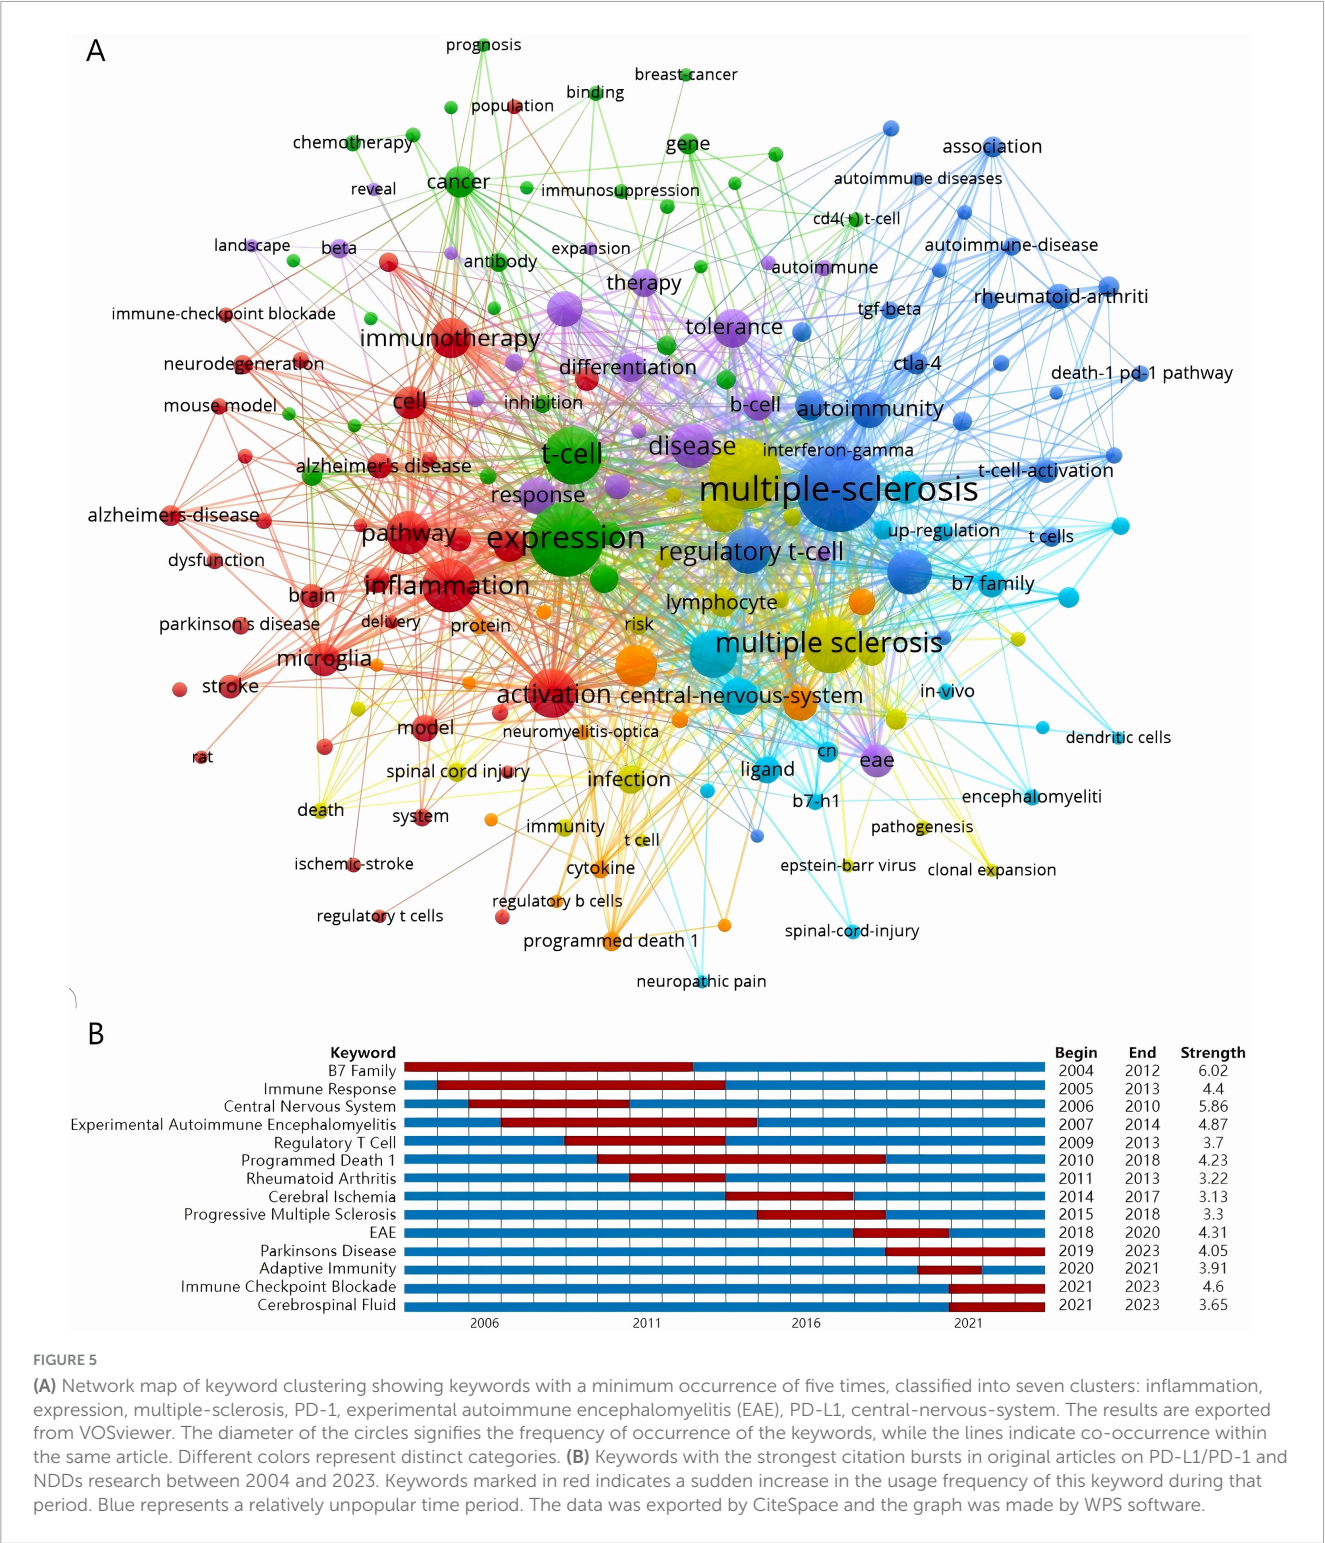 A
prognosis
breast-cancer
binding
population
chemotherapy
gene
association
cancer
autoimmune diseases
reveal
immunosuppression
cd4(+) t-cell
landscape
beta
expansion
autoimmune-disease
antibody
autoimmune
therapy
rheumatoid-arthriti
immune-checkpoint blockade
tgf-beta
tolerance
immunotherapy
neurodegeneration
differentiation
ctla-4
death-1 pd-1 pathway
mouse model
cell
inhibition
b-cell
autoimmunity
t-cell
disease
interferon-gamma
alzheimer's disease
t-cell-activation
response
multiple-sclerosis
alzheimers-disease
pathway
expression
up-regulation
t cells
dysfunction
regulatory t-cell
inflammation
b7 family
brain
lymphocyte
parkinson's disease
delivery
protein
risk
multiple sclerosis
microglia
stroke
activation
central-nervous-system
in-vivo
model
neuromyelitis-optica
dendritic cells
rat
cn
eae
spinal cord injury
infection
ligand
death
system
b7-h1
encephalomyeliti
immunity
t cell
pathogenesis
ischemic-stroke
cytokine
epstein-barr virus
clonal expansion
regulatory t cells
regulatory b cells
programmed death 1
spinal-cord-injury
neuropathic pain
B
Keyword Begin End Strength
B7 Family 2004 2012 6.02
Immune Response 2005 2013 4.4
Central Nervous System 2006 2010 5.86
Experimental Autoimmune Encephalomyelitis 2007 2014 4.87
Regulatory T Cell 2009 2013 3.7
Programmed Death 1 2010 2018 4.23
Rheumatoid Arthritis 2011 2013 3.22
Cerebral Ischemia 2014 2017 3.13
Progressive Multiple Sclerosis 2015 2018 3.3
EAE 2018 2020 4.31
Parkinsons Disease 2019 2023 4.05
Adaptive Immunity 2020 2021 3.91
Immune Checkpoint Blockade 2021 2023 4.6
Cerebrospinal Fluid 2021 2023 3.65
2006 2011 2016 2021
FIGURE 5
(A) Network map of keyword clustering showing keywords with a minimum occurrence of five times, classified into seven clusters: inflammation,
expression, multiple-sclerosis, PD-1, experimental autoimmune encephalomyelitis (EAE), PD-L1, central-nervous-system. The results are exported
from VOSviewer. The diameter of the circles signifies the frequency of occurrence of the keywords, while the lines indicate co-occurrence within
the same article. Different colors represent distinct categories. (B) Keywords with the strongest citation bursts in original articles on PD-L1/PD-1 and
NDDs research between 2004 and 2023. Keywords marked in red indicates a sudden increase in the usage frequency of this keyword during that
period. Blue represents a relatively unpopular time period. The data was exported by CiteSpace and the graph was made by WPS software.